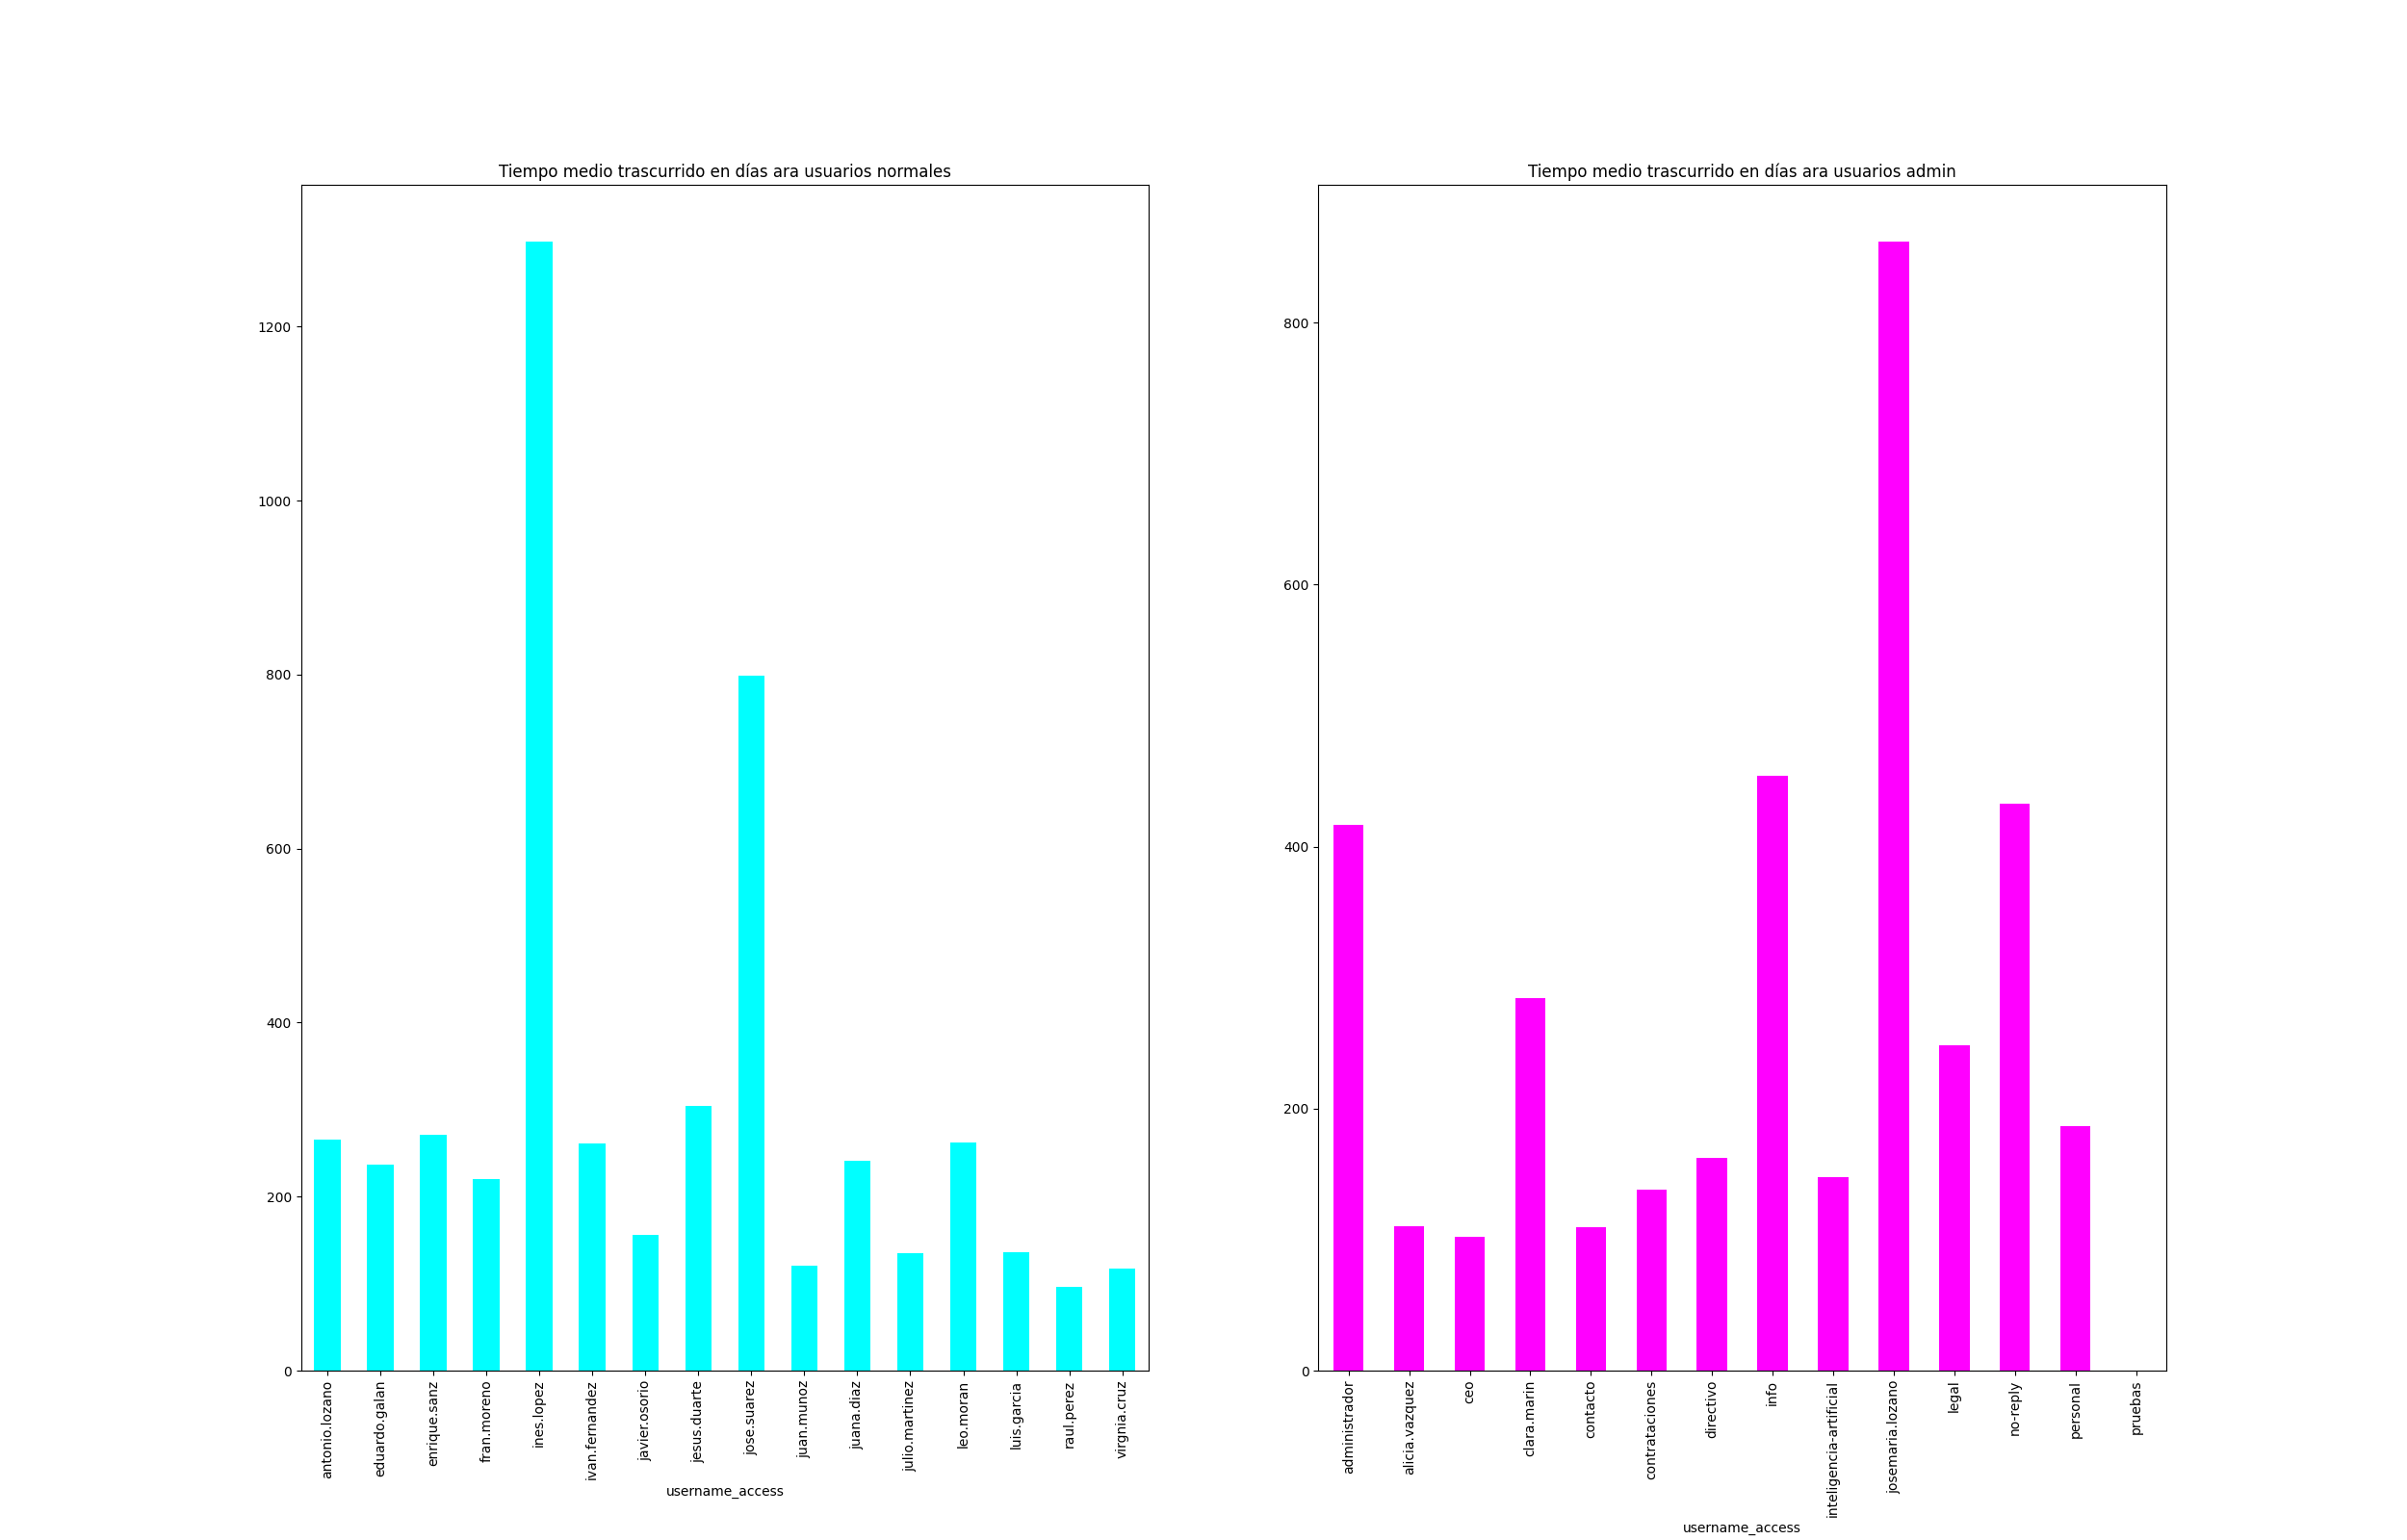 Tiempo medio trascurrido en días ara usuarios normales
1200
1000
800
600
400
200
0
antonio.lozano
eduardo.galan
enrique.sanz
fran.moreno
ines.lopez
ivan.fernandez
javier.osorio
jesus.duarte
jose.suarez
juan.munoz
juana.diaz
julio.martinez
leo.moran
luis.garcia
raul.perez
virgnia.cruz
username_access
Tiempo medio trascurrido en días ara usuarios admin
800
600
400
200
0
administrador
alicia.vazquez
ceo
clara.marin
contacto
contrataciones
directivo
info
inteligencia-artificial
josemaria.lozano
legal
no-reply
personal
pruebas
username_access